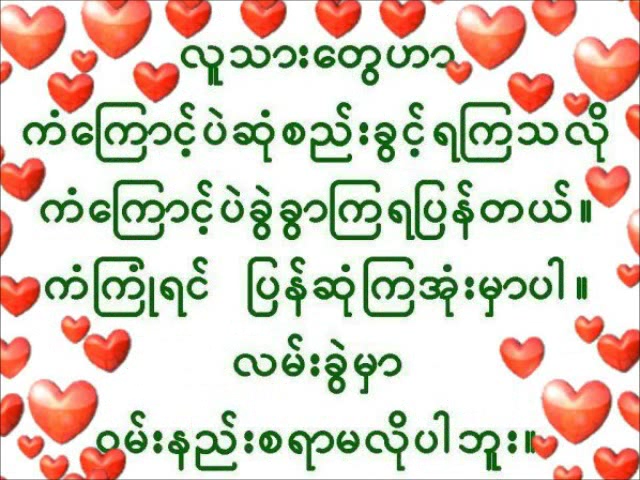 လူသားတွေဟာ
ကံကြောင့်ပဲဆုံစည်းခွင့်ရကြသလို
ကံကြောင့်ပဲခွဲခွာကြရပြန်တယ်။
ကံကြုံရင် ပြန်ဆုံကြအုံးမှာပါ။
လမ်းခွဲမှာ
ဝမ်းနည်းစရာမလိုပါဘူး။